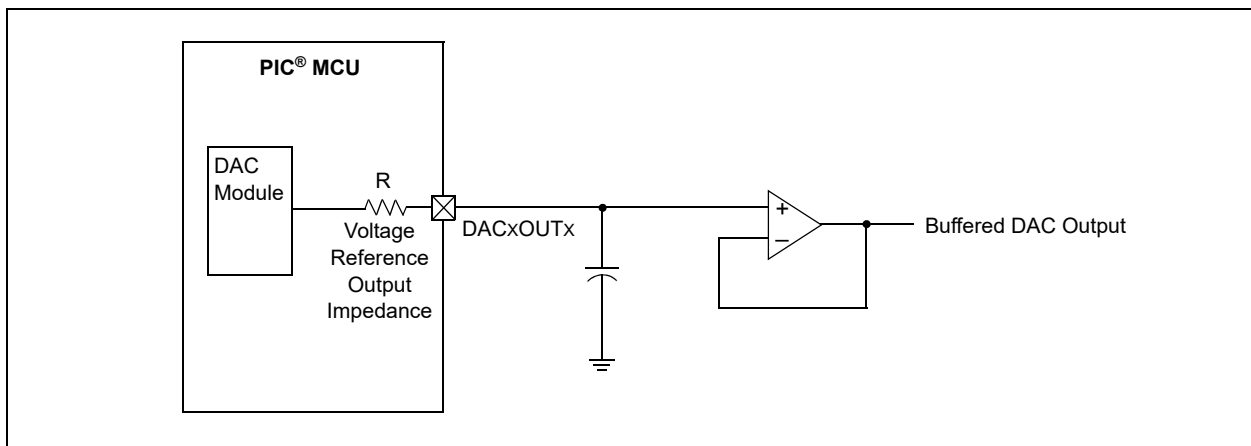 PIC® MCU
DAC
Module
R
Voltage
Reference
Output
Impedance
DACxOUTx
+
–
Buffered DAC Output